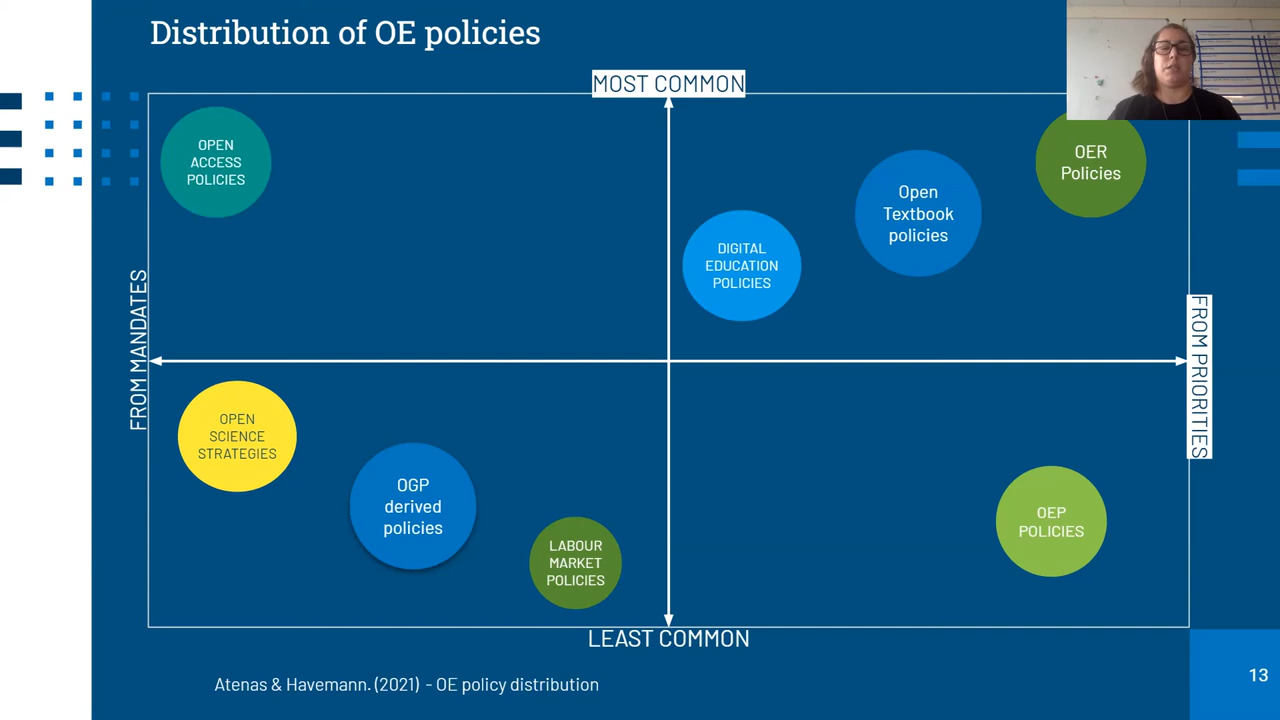 Distribution of OE policies
MOST COMMON
OPEN
ACCESS
POLICIES
OER
Policies
Open
Textbook
policies
DIGITAL
EDUCATION
POLICIES
FROM MANDATES
FROM PRIORITIES
OPEN
SCIENCE
STRATEGIES
OGP
derived
policies
LABOUR
MARKET
POLICIES
OEP
POLICIES
LEAST COMMON
Atenas & Havemann. (2021) - OE policy distribution
13